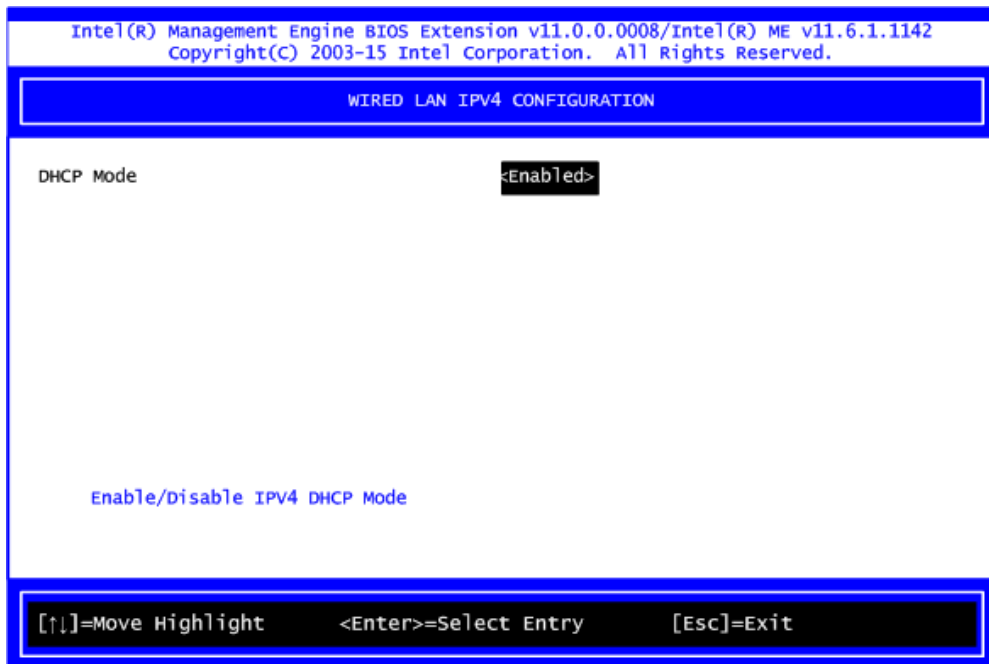 Intel(R) Management Engine BIOS Extension v11.0.0.0008/Intel(R) ME v11.6.1.1142
Copyright(C) 2003-15 Intel Corporation. All Rights Reserved.
WIRED LAN IPV4 CONFIGURATION
DHCP Mode <Enabled>
Enable/Disable IPV4 DHCP Mode
[↑↓]=Move Highlight <Enter>=Select Entry [Esc]=Exit